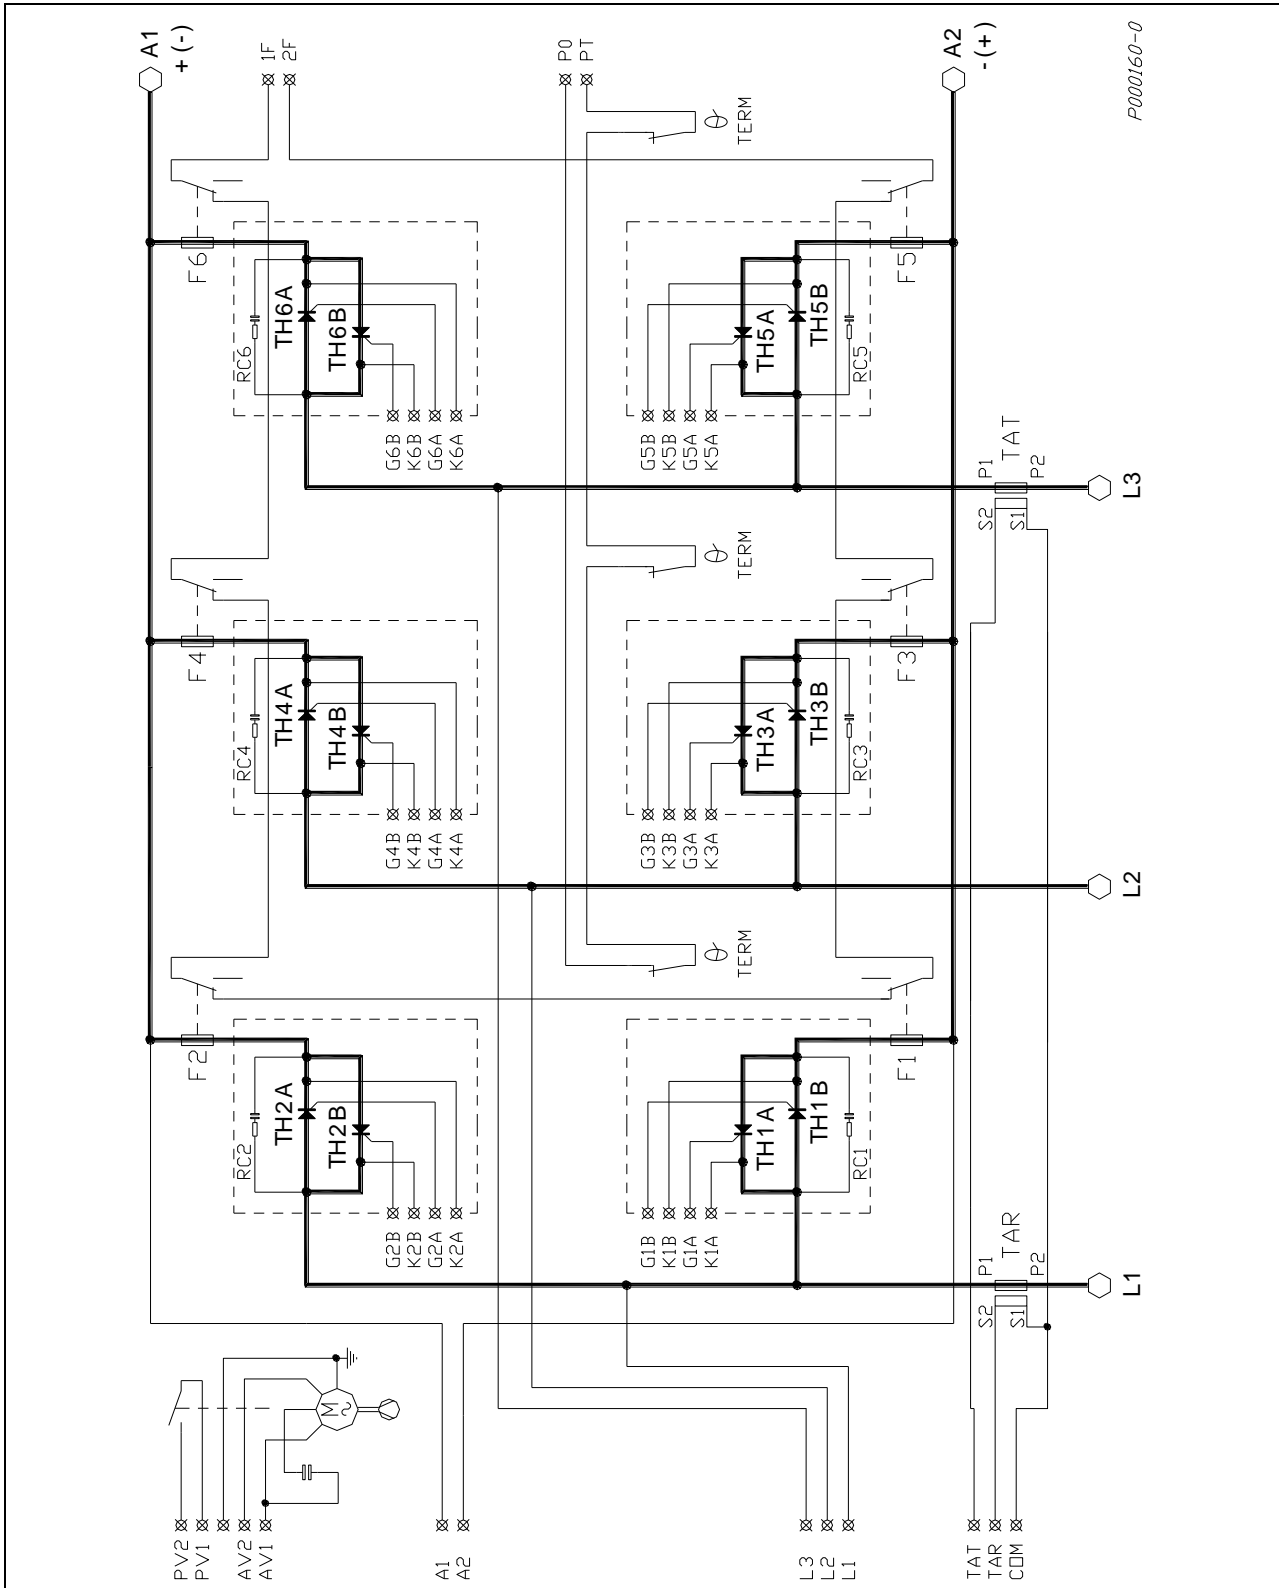 A1
+(-)
1F
2F
P0
PT
A2
-(+)
P000160-0
TERM
F6
F5
RC6
TH6A
TH6B
TH5A
TH5B
RC5
G6B
K6B
G6A
K6A
G5B
K5B
G5A
K5A
P1
TAT
P2
S2
S1
L3
TERM
F4
F3
RC4
TH4A
TH4B
TH3A
TH3B
RC3
G4B
K4B
G4A
K4A
G3B
K3B
G3A
K3A
L2
TERM
F2
F1
RC2
TH2A
TH2B
TH1A
TH1B
RC1
G2B
K2B
G2A
K2A
G1B
K1B
G1A
K1A
P1
TAR
P2
S2
S1
L1
M
~
PV2
PV1
AV2
AV1
A1
A2
L3
L2
L1
TAT
TAR
COM